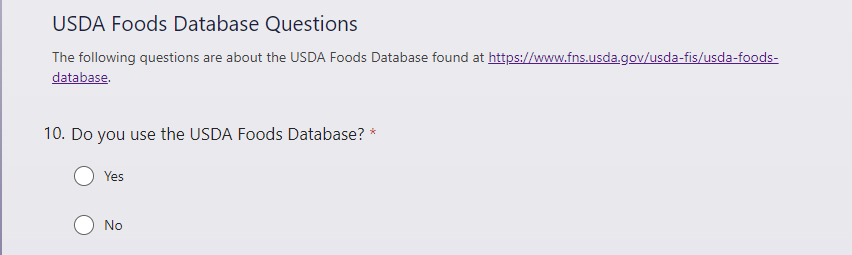 USDA Foods Database Questions
The following questions are about the USDA Foods Database found at https://www.fns.usda.gov/usda-fis/usda-foods-
database.
10. Do you use the USDA Foods Database? *
Yes
No